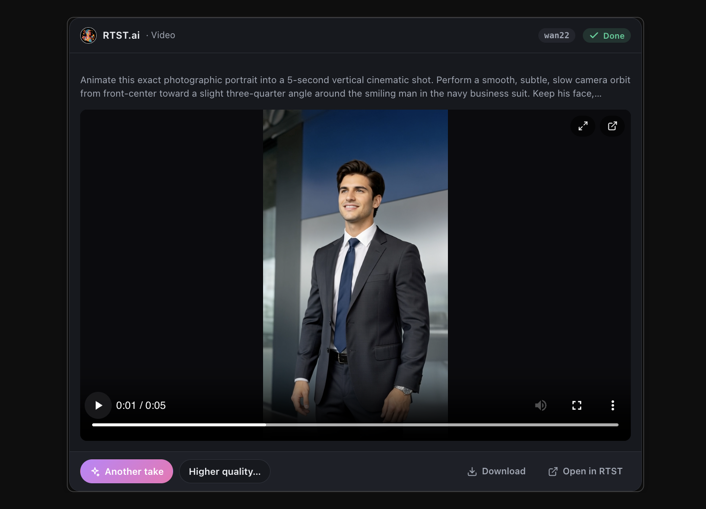 RTST.ai · Video
wan22
Done
Animate this exact photographic portrait into a 5-second vertical cinematic shot. Perform a smooth, subtle, slow camera orbit
from front-center toward a slight three-quarter angle around the smiling man in the navy business suit. Keep his face,...
0:01 / 0:05
Another take
Higher quality...
Download
Open in RTST